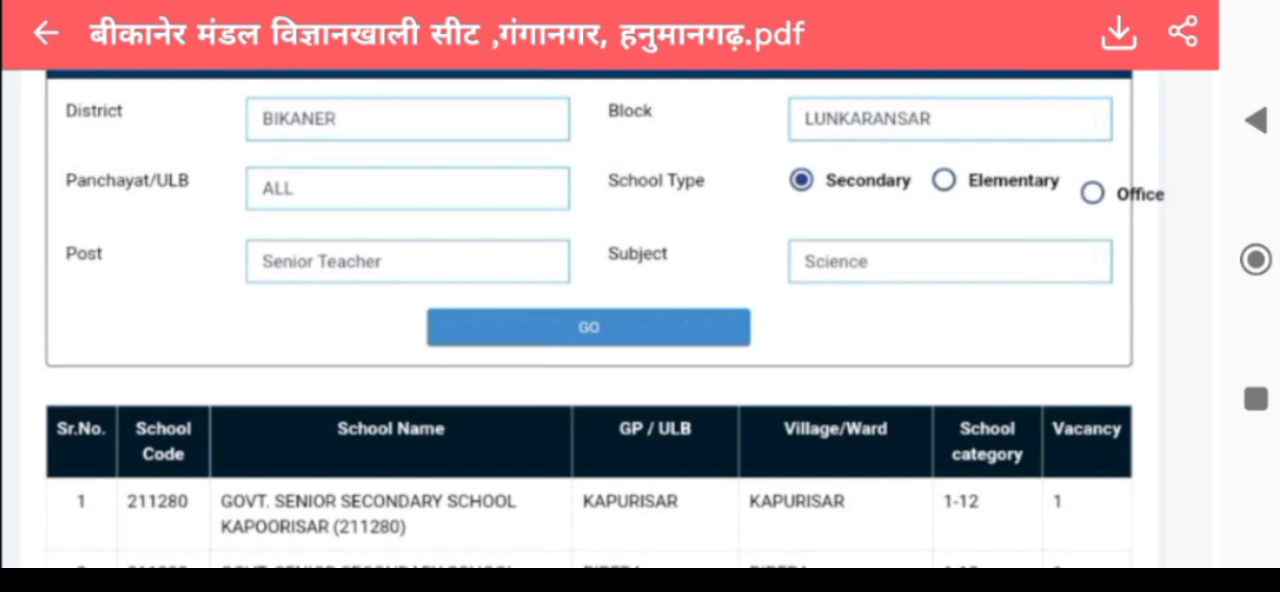 बीकानेर मंडल विज्ञानखाली सीट ,गंगानगर, हनुमानगढ़.pdf
District BIKANER Block LUNKARANSAR
Panchayat/ULB ALL School Type Secondary Elementary Office
Post Senior Teacher Subject Science
GO
Sr.No. School Code School Name GP / ULB Village/Ward School category Vacancy
1 211280 GOVT. SENIOR SECONDARY SCHOOL KAPURISAR KAPURISAR 1-12 1
KAPOORISAR (211280)